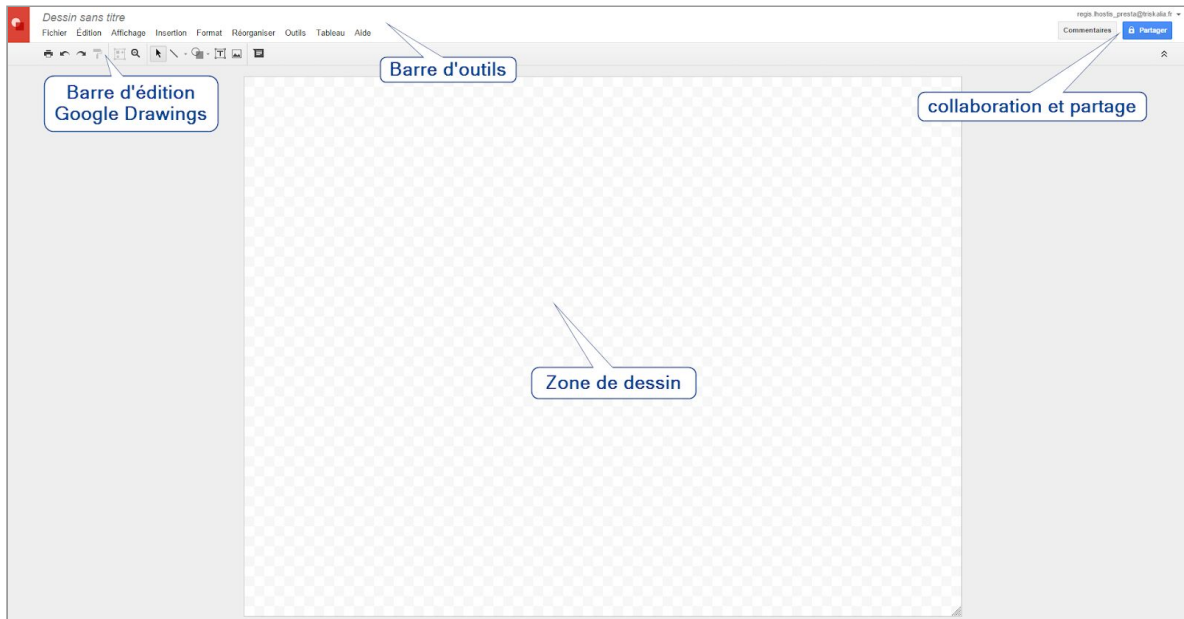 Dessin sans titre
regis.lhostis_presta@triskalia.fr
Fichier Édition Affichage Insertion Format Réorganiser Outils Tableau Aide
Commentaires Partager
Barre d'outils
Barre d'édition
Google Drawings
collaboration et partage
Zone de dessin